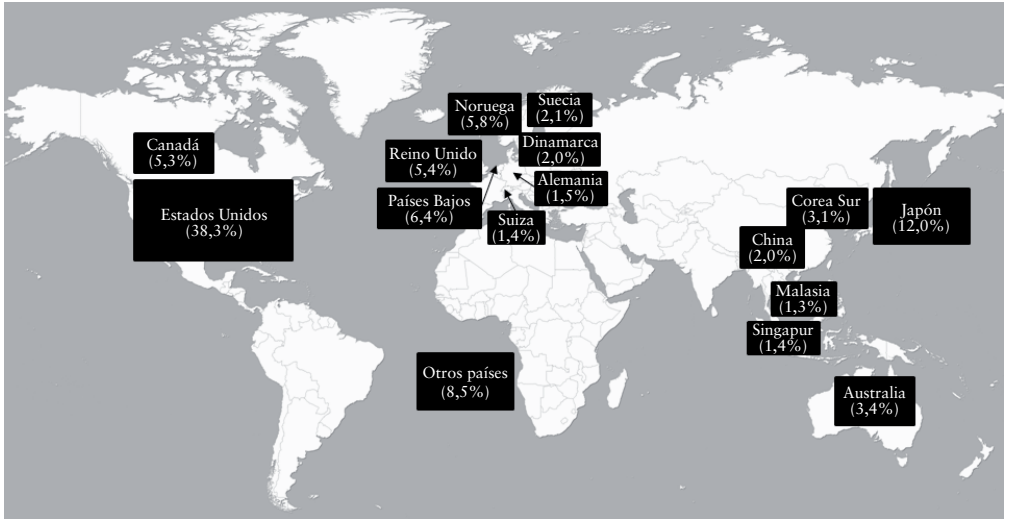 Noruega
(5,8%)
Suecia
(2,1%)
Canadá
(5,3%)
Reino Unido
(5,4%)
Dinamarca
(2,0%)
Alemania
(1,5%)
Estados Unidos
(38,3%)
Países Bajos
(6,4%)
Suiza
(1,4%)
Corea Sur
(3,1%)
Japón
(12,0%)
China
(2,0%)
Malasia
(1,3%)
Singapur
(1,4%)
Otros países
(8,5%)
Australia
(3,4%)